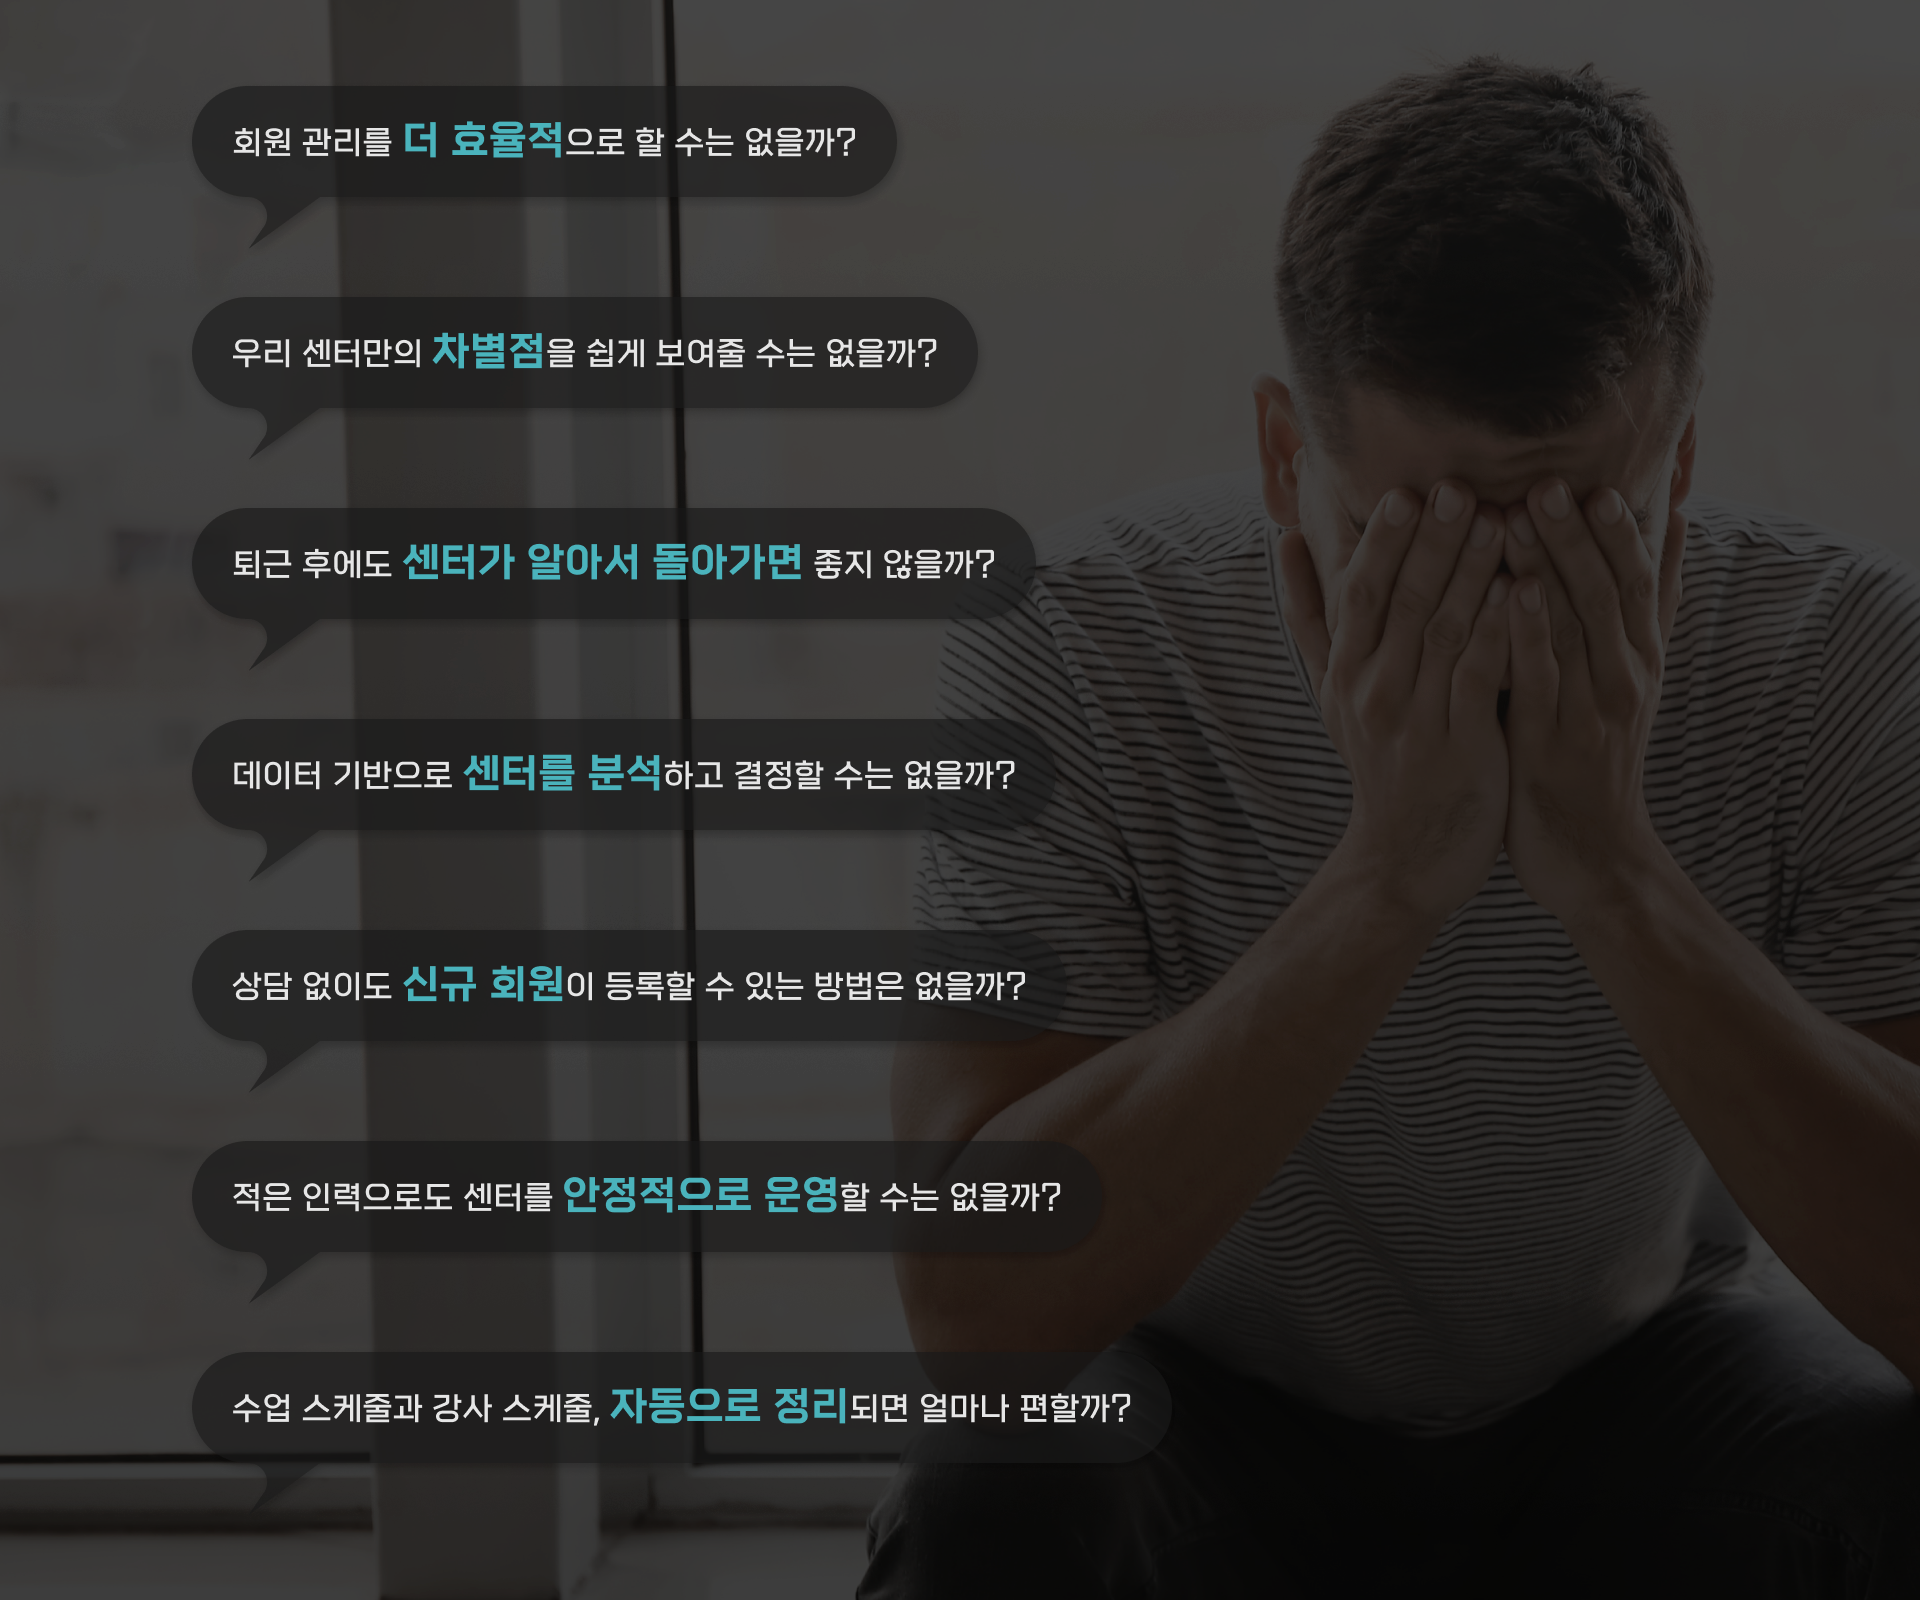 회원 관리를 더 효율적으로 할 수는 없을까?
우리 센터만의 차별점을 쉽게 보여줄 수는 없을까?
퇴근 후에도 센터가 알아서 돌아가면 좋지 않을까?
데이터 기반으로 센터를 분석하고 결정할 수는 없을까?
상담 없이도 신규 회원이 등록할 수 있는 방법은 없을까?
적은 인력으로도 센터를 안정적으로 운영할 수는 없을까?
수업 스케줄과 강사 스케줄, 자동으로 정리되면 얼마나 편할까?